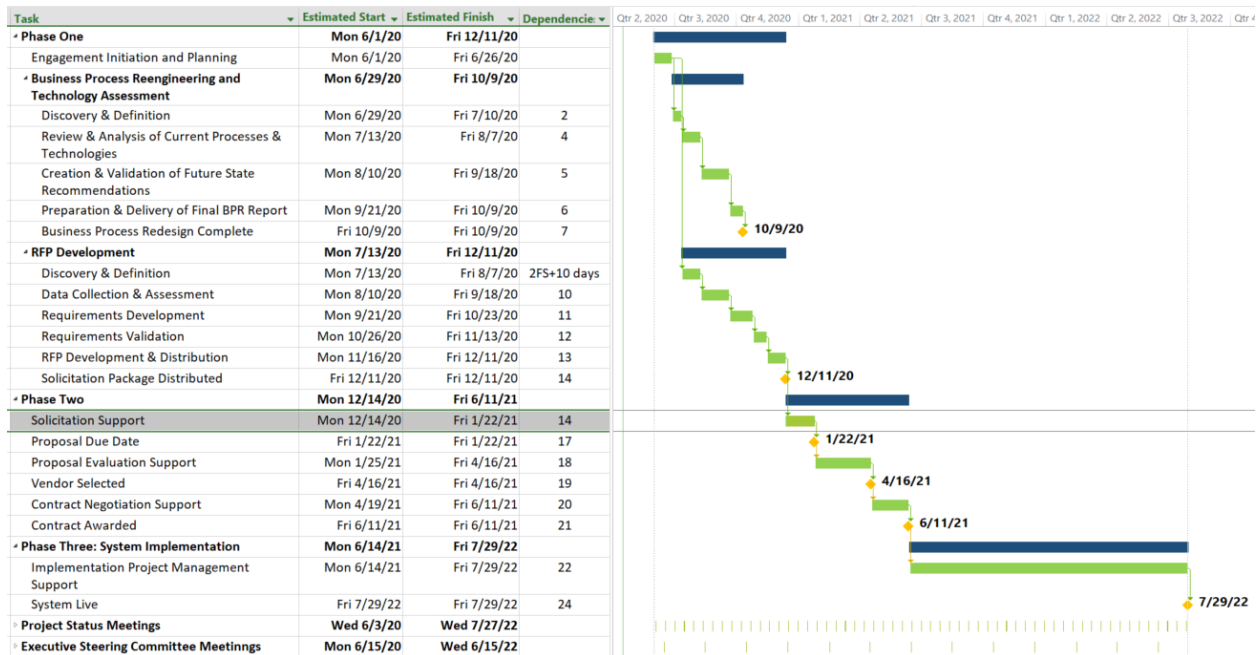 Task Estimated Start Estimated Finish Dependencie: Qtr 2, 2020 Qtr 3, 2020 Qtr 4, 2020 Qtr 1, 2021 Qtr 2, 2021 Qtr 3, 2021 Qtr 4, 2021 Qtr 1, 2022 Qtr 2, 2022 Qtr 3, 2022 Qtr 4
Phase One Mon 6/1/20 Fri 12/11/20
Engagement Initiation and Planning Mon 6/1/20 Fri 6/26/20
Business Process Reengineering and Mon 6/29/20 Fri 10/9/20
Technology Assessment
Discovery & Definition Mon 6/29/20 Fri 7/10/20 2
Review & Analysis of Current Processes & Mon 7/13/20 Fri 8/7/20 4
Technologies
Creation & Validation of Future State Mon 8/10/20 Fri 9/18/20 5
Recommendations
Preparation & Delivery of Final BPR Report Mon 9/21/20 Fri 10/9/20 6
Business Process Redesign Complete Fri 10/9/20 Fri 10/9/20 7 10/9/20
RFP Development Mon 7/13/20 Fri 12/11/20
Discovery & Definition Mon 7/13/20 Fri 8/7/20 2FS+10 days
Data Collection & Assessment Mon 8/10/20 Fri 9/18/20 10
Requirements Development Mon 9/21/20 Fri 10/23/20 11
Requirements Validation Mon 10/26/20 Fri 11/13/20 12
RFP Development & Distribution Mon 11/16/20 Fri 12/11/20 13
Solicitation Package Distributed Fri 12/11/20 Fri 12/11/20 14 12/11/20
Phase Two Mon 12/14/20 Fri 6/11/21
Solicitation Support Mon 12/14/20 Fri 1/22/21 14
Proposal Due Date Fri 1/22/21 Fri 1/22/21 17 1/22/21
Proposal Evaluation Support Mon 1/25/21 Fri 4/16/21 18
Vendor Selected Fri 4/16/21 Fri 4/16/21 19 4/16/21
Contract Negotiation Support Mon 4/19/21 Fri 6/11/21 20
Contract Awarded Fri 6/11/21 Fri 6/11/21 21 6/11/21
Phase Three: System Implementation Mon 6/14/21 Fri 7/29/22
Implementation Project Management Mon 6/14/21 Fri 7/29/22 22
Support
System Live Fri 7/29/22 Fri 7/29/22 24 7/29/22
Project Status Meetings Wed 6/3/20 Wed 7/27/22
Executive Steering Committee Meetinngs Mon 6/15/20 Wed 6/15/22